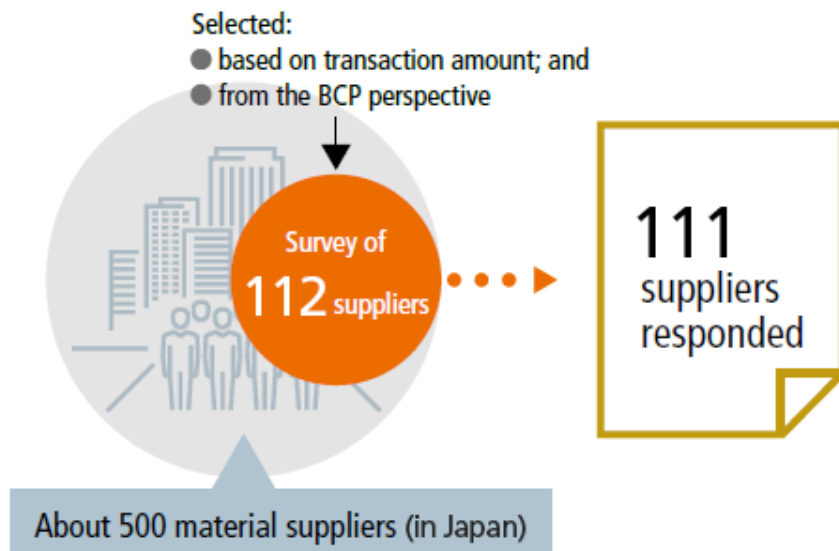 Selected:
● based on transaction amount; and
● from the BCP perspective
Survey of
112 suppliers
111
suppliers
responded
About 500 material suppliers (in Japan)